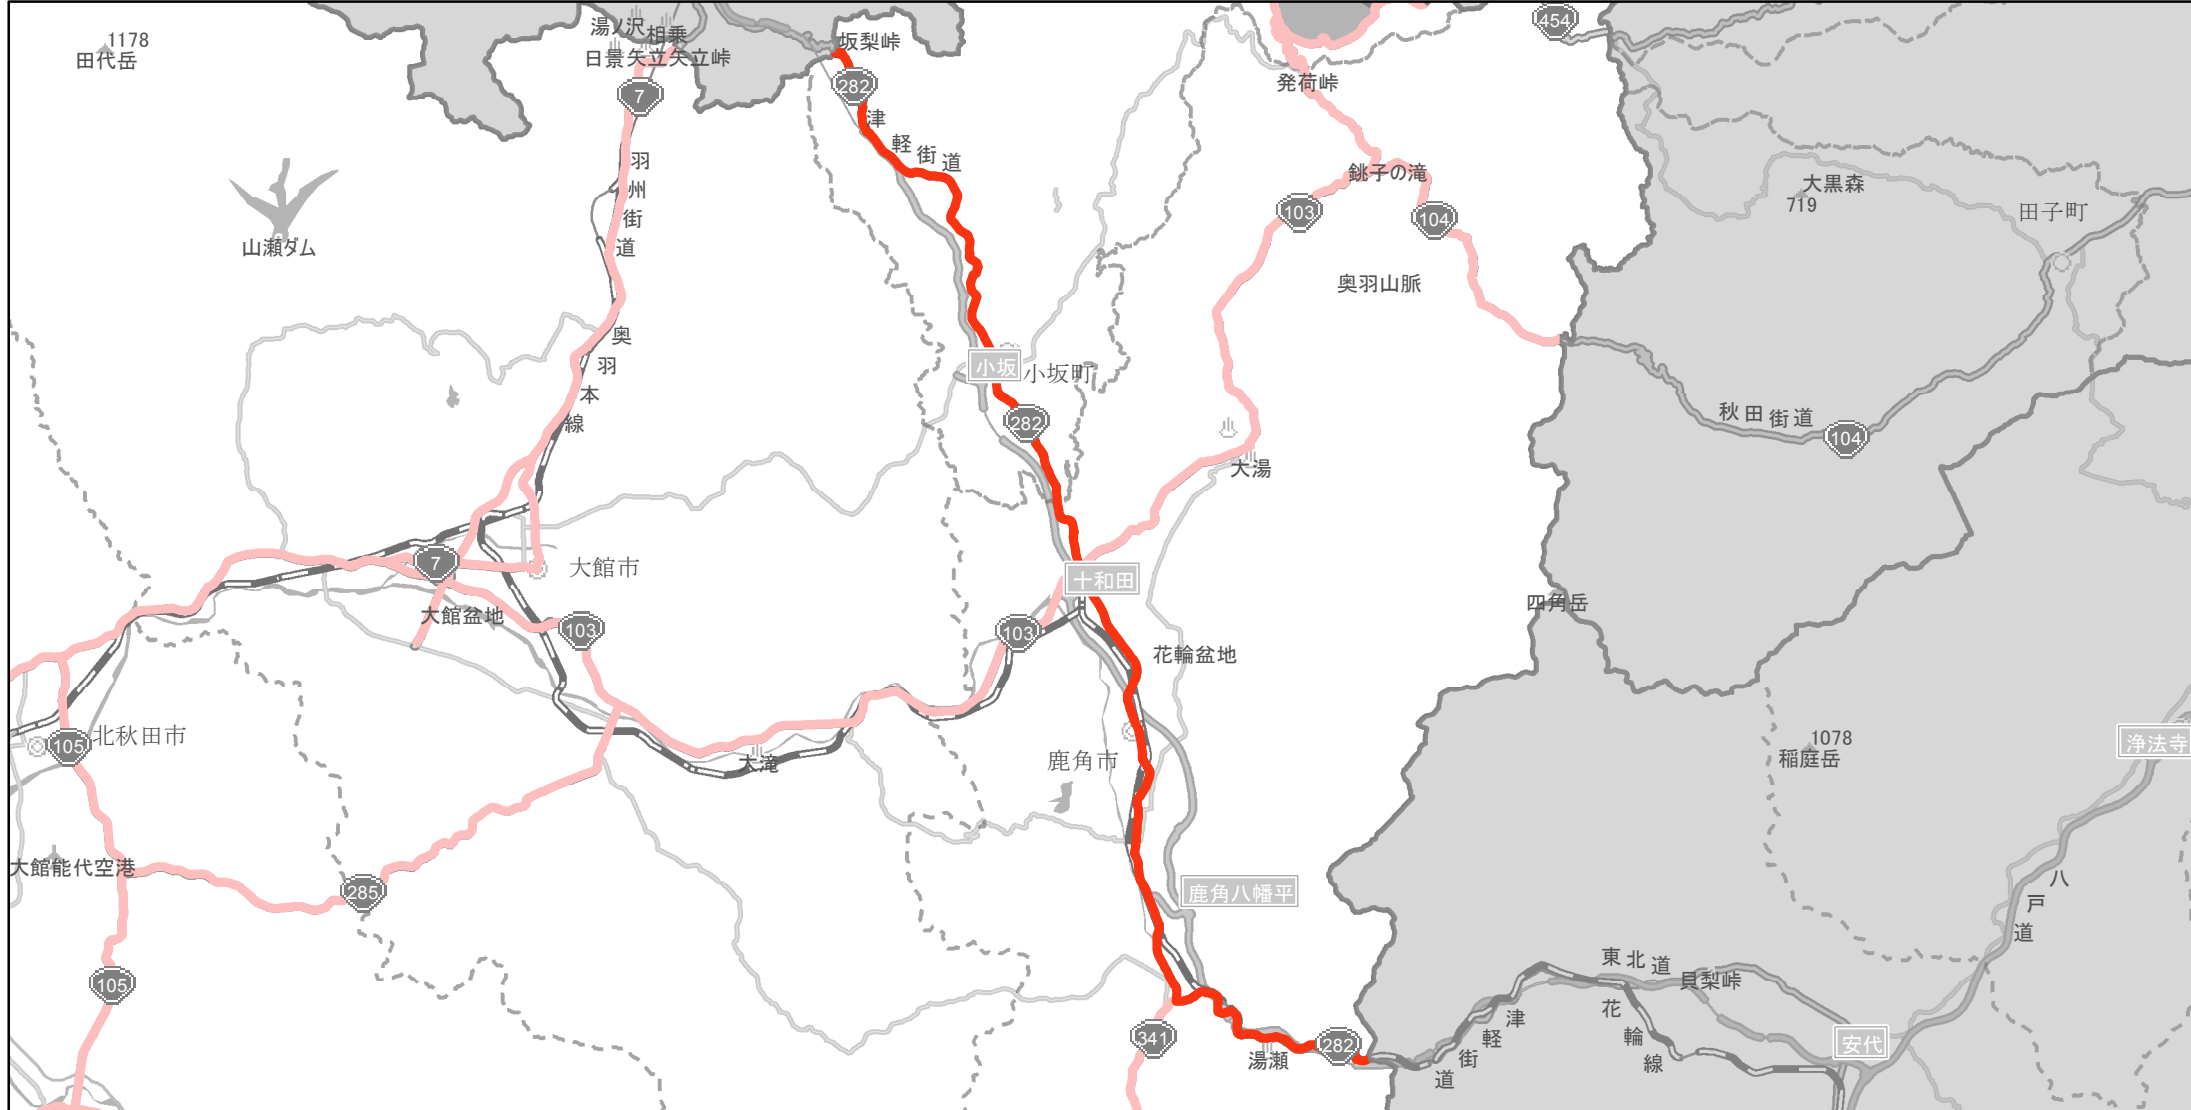 1178
田代岳
湯ノ沢
相乗
日景
矢立
矢立峠
坂梨峠
454
7
282
発荷峠
津軽街道
羽州街道
銚子の滝
大黒森
719
田子町
103
104
山瀬ダム
奥羽山脈
奥羽本線
小坂
小坂町
282
秋田街道
104
大湯
7
大館市
十和田
大館盆地
103
103
四角岳
花輪盆地
105
北秋田市
1078
稲庭岳
浄法寺
大滝
鹿角市
大館能代空港
285
鹿角八幡平
八戸道
105
東北道
貝梨峠
341
湯瀬
282
津軽街道
花輪線
安代